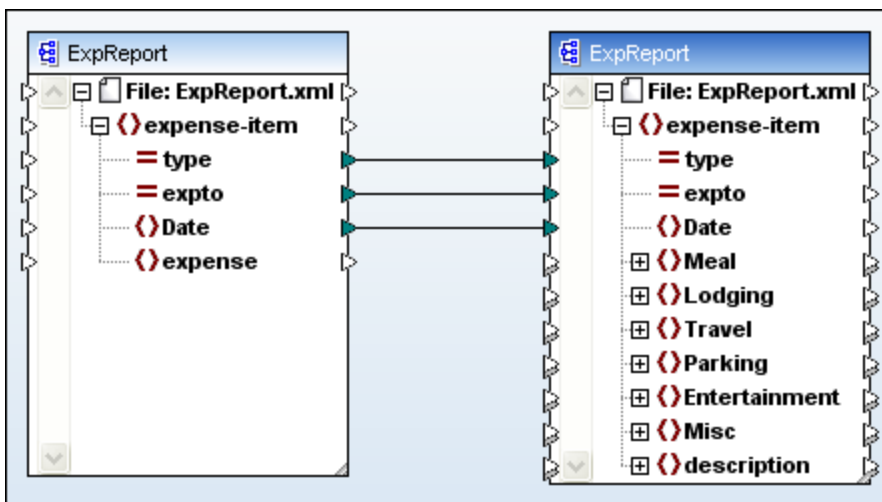 ExpReport
File: ExpReport.xml
expense-item
type
expto
Date
expense
ExpReport
File: ExpReport.xml
expense-item
type
expto
Date
Meal
Lodging
Travel
Parking
Entertainment
Misc
description